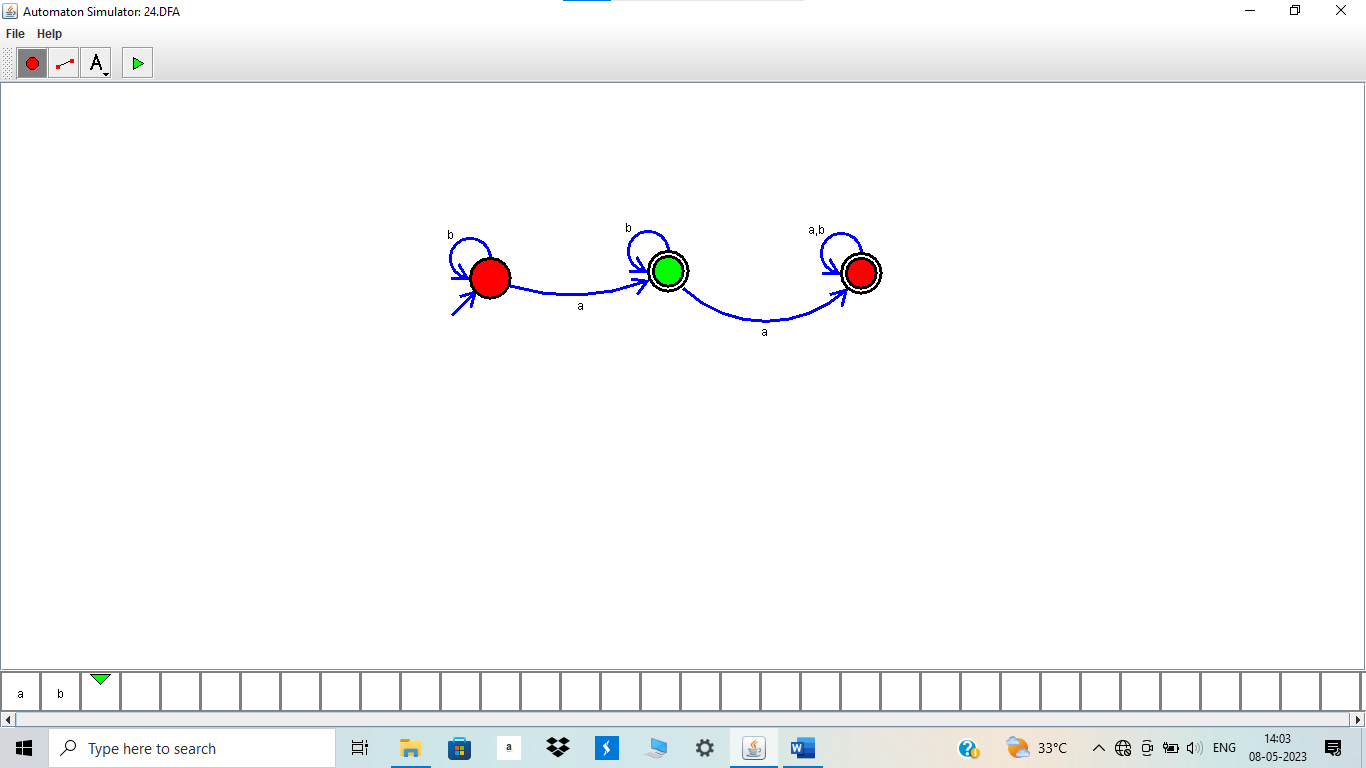 Automaton Simulator: 24.DFA
File Help
A
b b a,b
a
a
a b
a
Type here to search
33°C ENG 14:03
08-05-2023